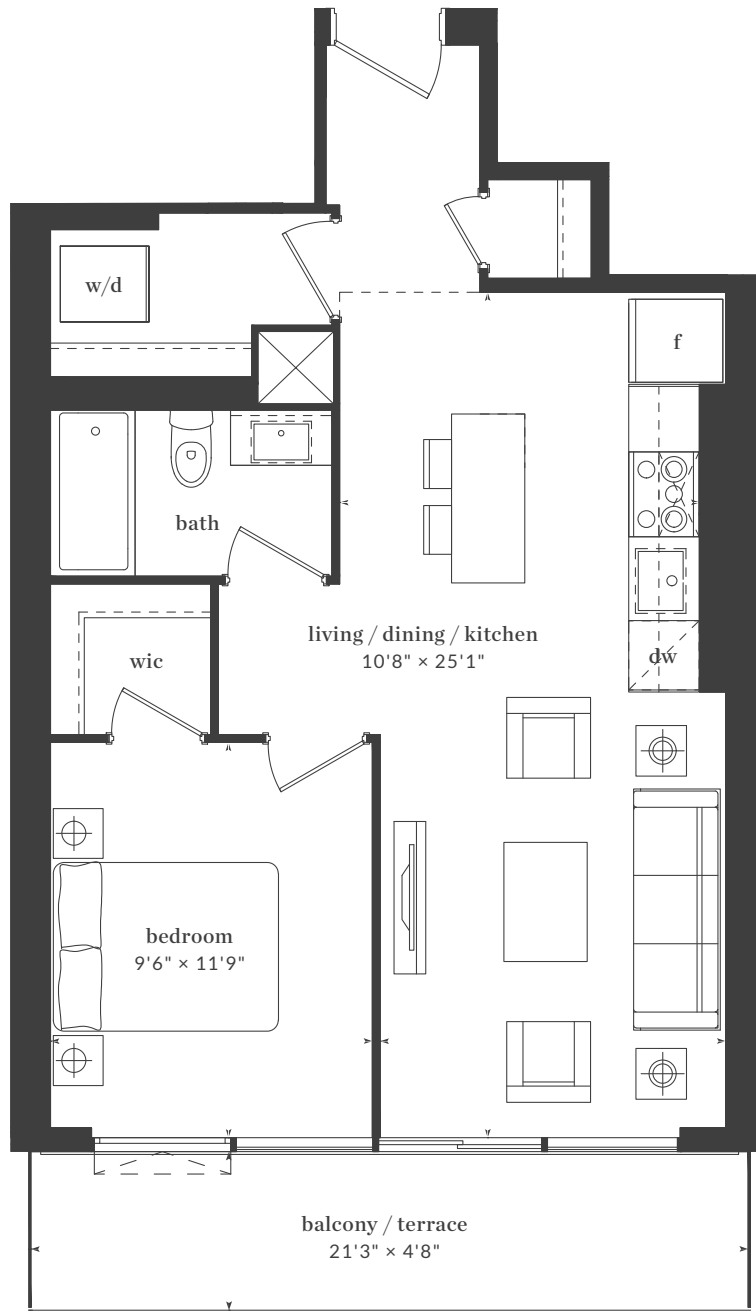 w/d
f
bath
living / dining / kitchen
10'8" × 25'1"
wic
dw
bedroom
9'6" × 11'9"
balcony / terrace
21'3" × 4'8"